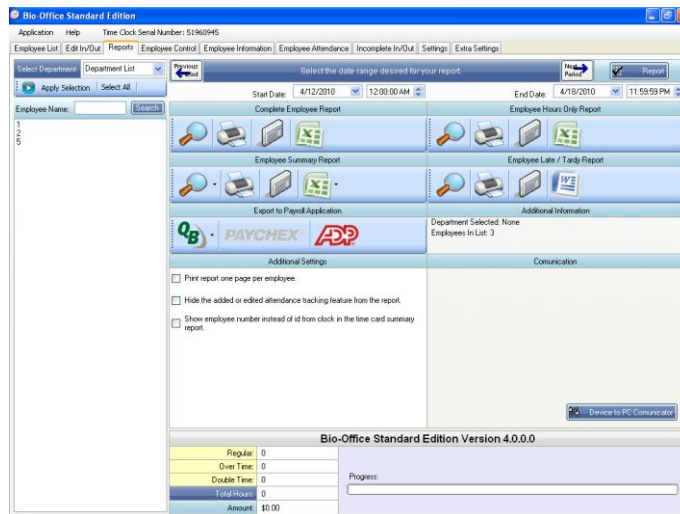 Bio-Office Standard Edition
Application Help Time Clock Serial Number: 51960945
Employee List Edit In/Out Reports Employee Control Employee Information Employee Attendance Incomplete In/Out Settings Extra Settings
Select Department Department List
Previous Period Select the date range desired for your report. Next Period Report
Apply Selection Select All
Start Date: 4/12/2010 12:00:00 AM End Date: 4/18/2010 11:59:59 PM
Employee Name: Search
1
2
5
Complete Employee Report Employee Hours Only Report
Employee Summary Report Employee Late / Tardy Report
Export to Payroll Application Additional Information
QB PAYCHEX ADP
Department Selected: None
Employees In List: 3
Additional Settings Comunication
Print report one page per employee.
Hide the added or edited attendance tracking feature from the report.
Show employee number instead of id from clock in the time card summary
report.
Device to PC Comunicator
Bio-Office Standard Edition Version 4.0.0.0
Regular: 0
Over Time: 0
Double Time: 0
Total Hours: 0
Amount: $0.00
Progress: